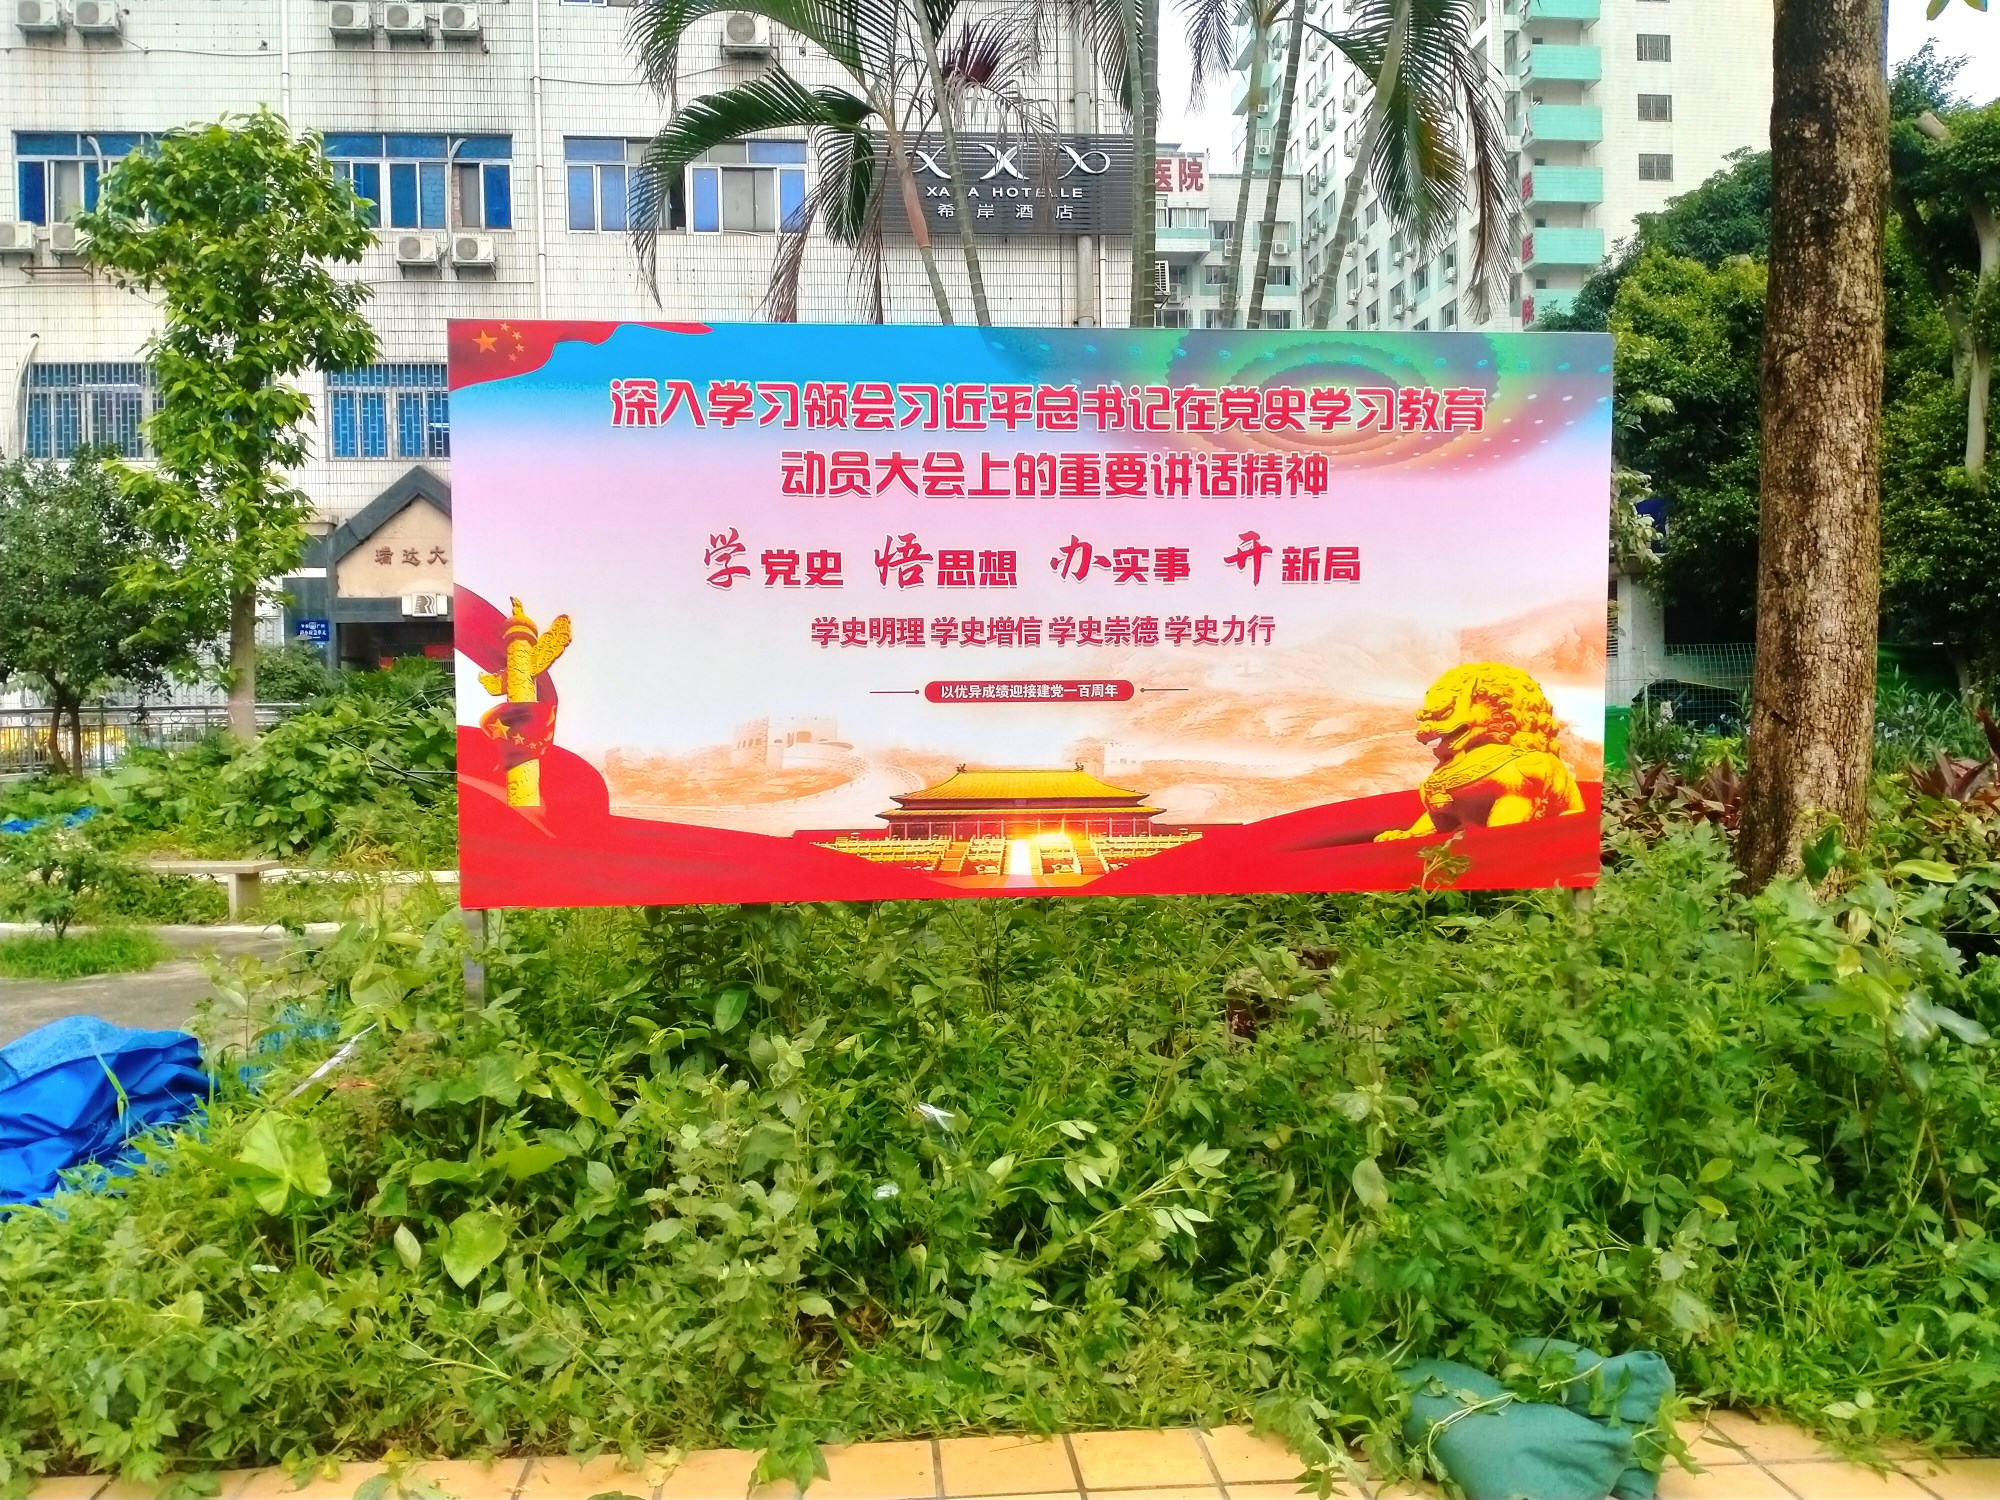 XANA HOTELLE
希岸酒店
医院
深入学习领会习近平总书记在党史学习教育
动员大会上的重要讲话精神
学党史 悟思想 办实事 开新局
学史明理 学史增信 学史崇德 学史力行
以优异成绩迎接建党一百周年
瑞达大